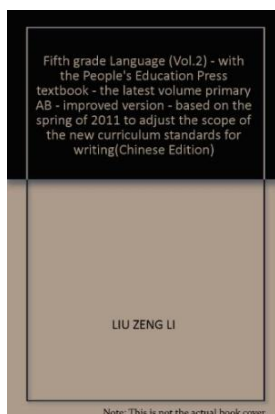 Fifth grade Language (Vol.2) - with
the People's Education Press
textbook - the latest volume primary
AB - improved version - based on the
spring of 2011 to adjust the scope of
the new curriculum standards for
writing(Chinese Edition)
LIU ZENG LI
Note: This is not the actual book cover